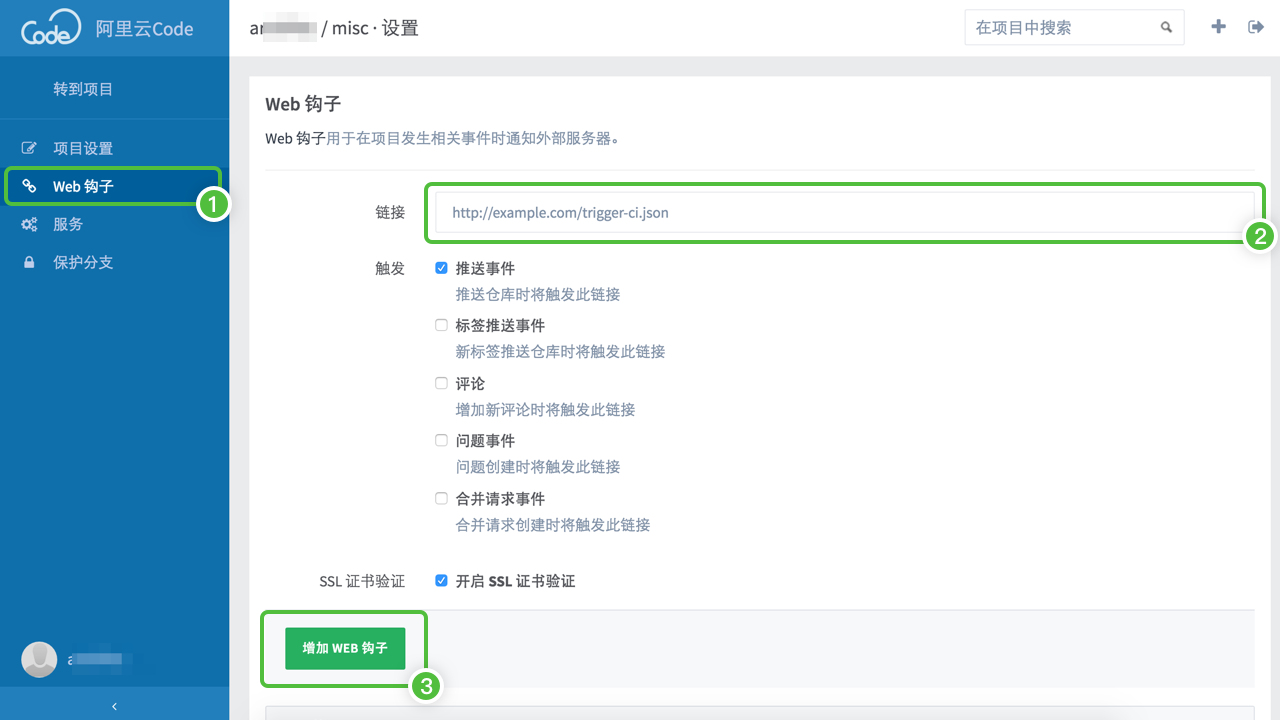 Code 阿里云Code
/ misc · 设置
在项目中搜索
转到项目
项目设置
Web 钩子
1
服务
保护分支
Web 钩子
Web 钩子用于在项目发生相关事件时通知外部服务器。
链接
http://example.com/trigger-ci.json
2
触发
推送事件
推送仓库时将触发此链接
标签推送事件
新标签推送仓库时将触发此链接
评论
增加新评论时将触发此链接
问题事件
问题创建时将触发此链接
合并请求事件
合并请求创建时将触发此链接
SSL 证书验证
开启 SSL 证书验证
增加 WEB 钩子
3